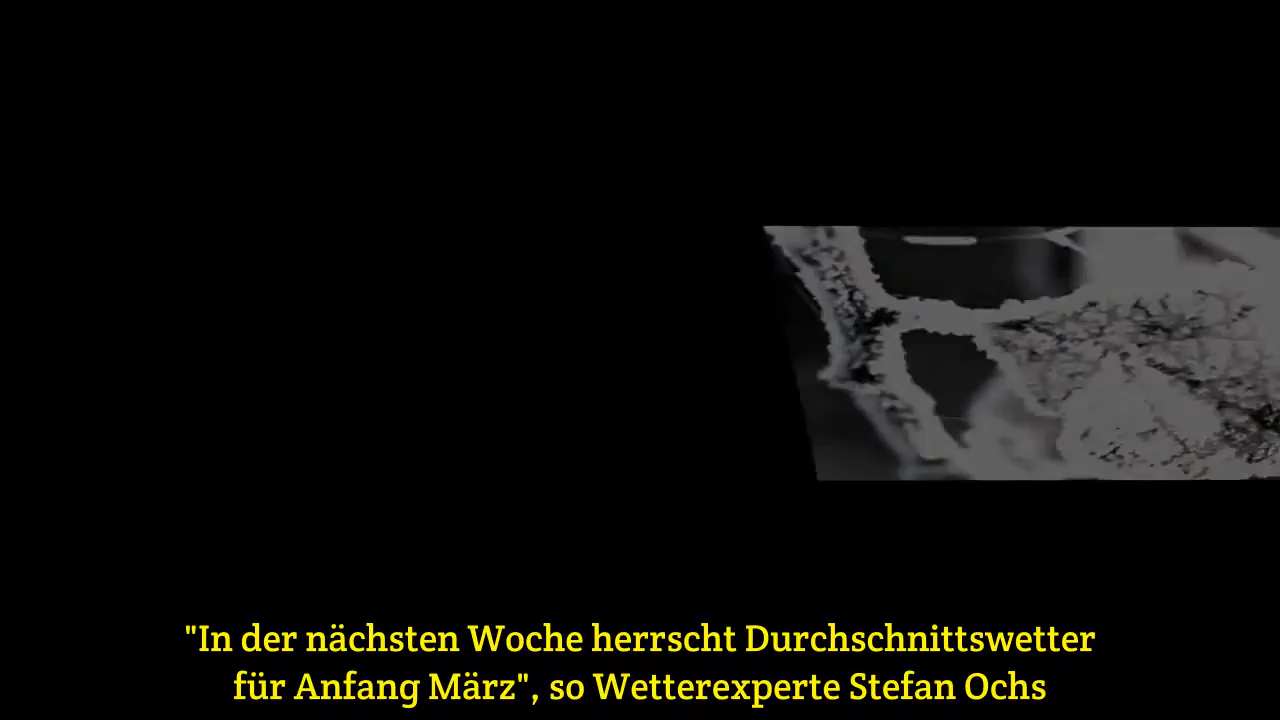 "In der nächsten Woche herrscht Durchschnittswetter
für Anfang März", so Wetterexperte Stefan Ochs